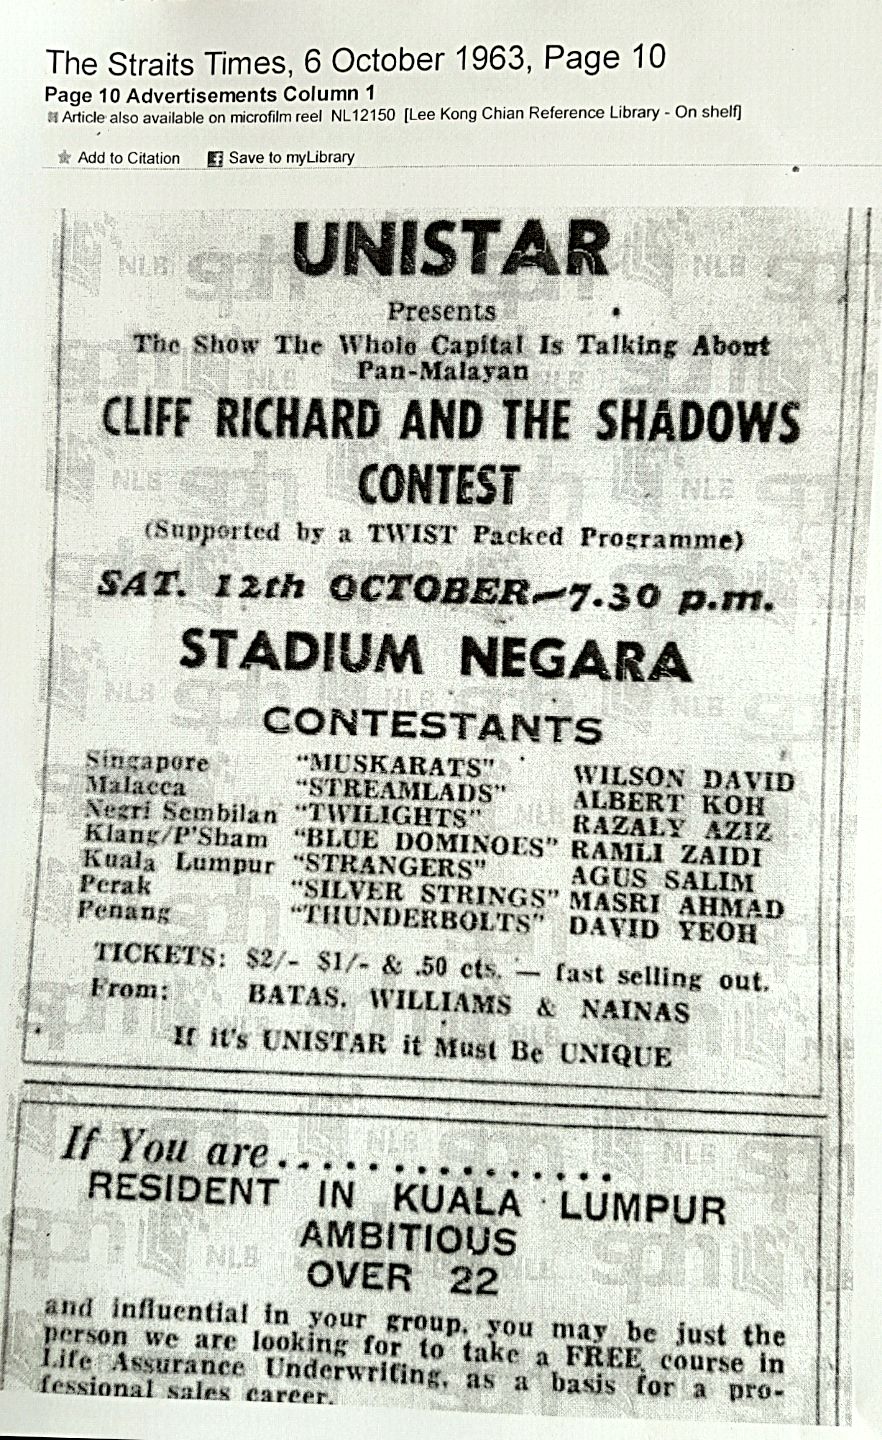 The Straits Times, 6 October 1963, Page 10
Page 10 Advertisements Column 1
Article also available on microfilm reel NL12150 [Lee Kong Chian Reference Library - On shelf]
Add to Citation Save to myLibrary
UNISTAR
Presents
The Show The Whole Capital Is Talking About
Pan-Malayan
CLIFF RICHARD AND THE SHADOWS
CONTEST
(Supported by a TWIST Packed Programme)
SAT. 12th OCTOBER—7.30 p.m.
STADIUM NEGARA
CONTESTANTS
Singapore "MUSKARATS" WILSON DAVID
Malacca "STREAMLADS" ALBERT KOH
Negri Sembilan "TWILIGHTS" RAZALY AZIZ
Klang/P'Sham "BLUE DOMINOES" RAMLI ZAIDI
Kuala Lumpur "STRANGERS" AGUS SALIM
Perak "SILVER STRINGS" MASRI AHMAD
Penang "THUNDERBOLTS" DAVID YEOH
TICKETS: $2/- $1/- & .50 cts. — fast selling out.
From: BATAS, WILLIAMS & NAINAS
If it's UNISTAR it Must Be UNIQUE
If You are...............
RESIDENT IN KUALA LUMPUR
AMBITIOUS
OVER 22
and influential in your group, you may be just the
person we are looking for to take a FREE course in
Life Assurance Underwriting, as a basis for a pro-
fessional sales career.